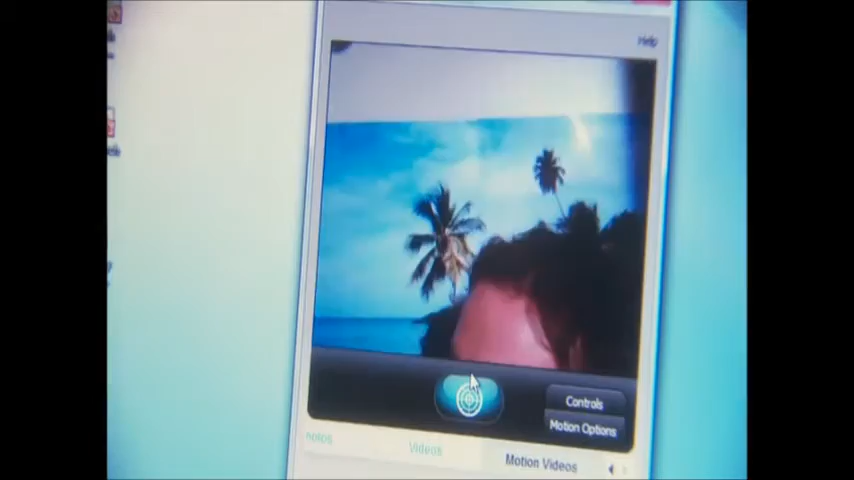 Help
Controls
Motion Options
Videos
Motion Videos